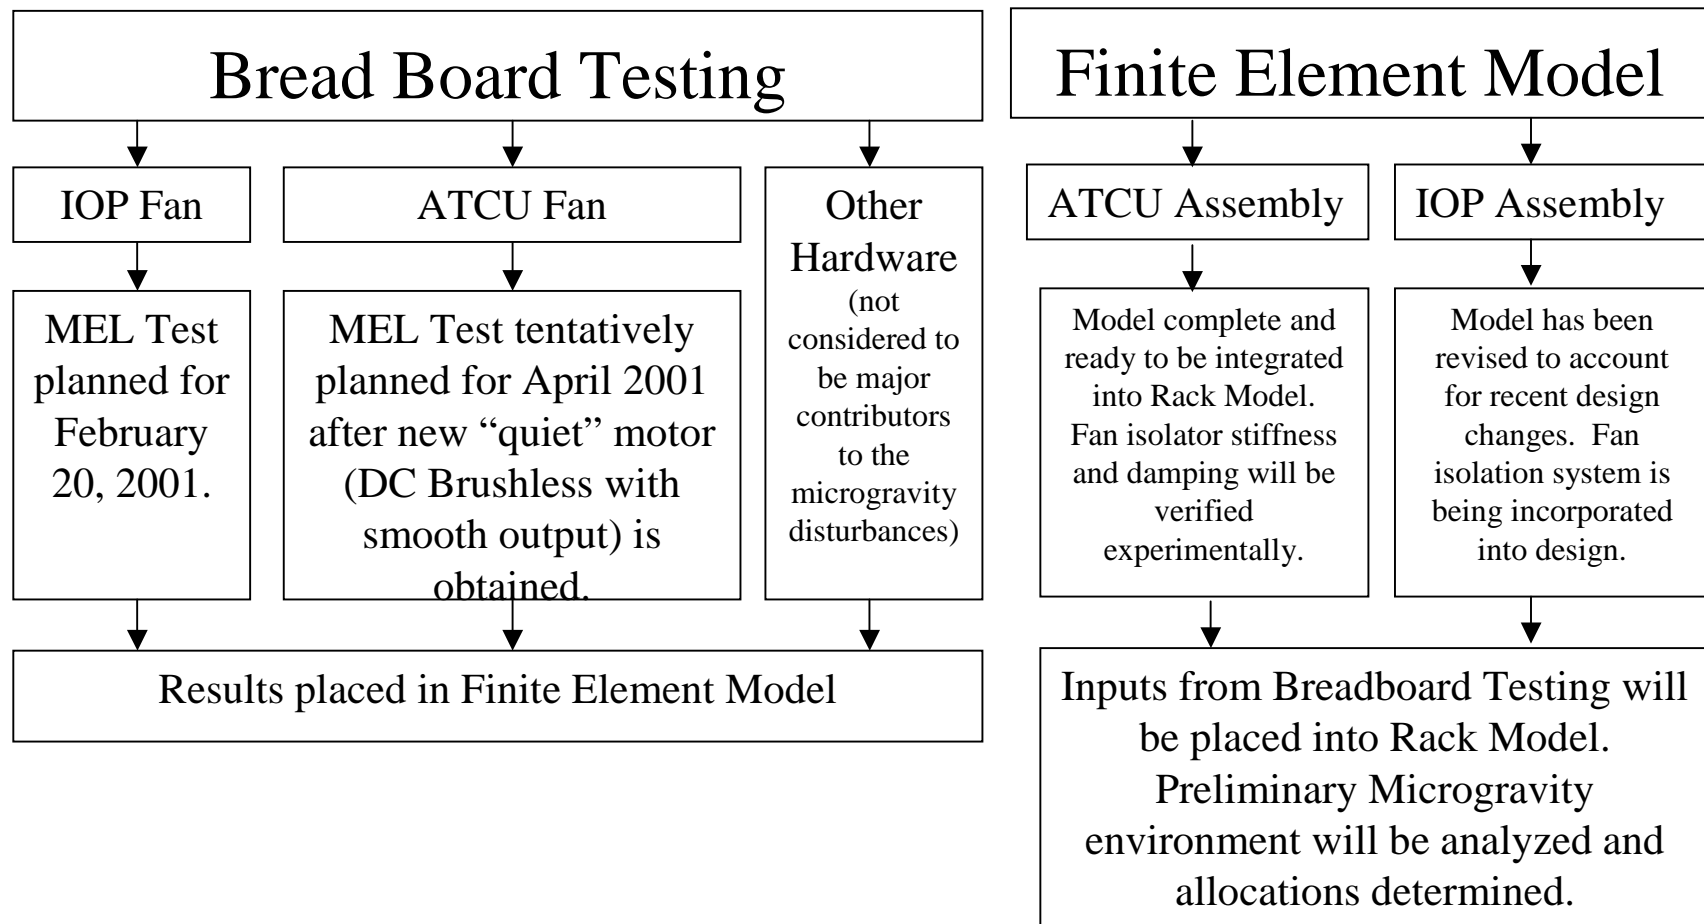 Bread Board Testing
IOP Fan
MEL Test
planned for
February
20, 2001.
ATCU Fan
MEL Test tentatively
planned for April 2001
after new “quiet” motor
(DC Brushless with
smooth output) is
obtained.
Other
Hardware
(not
considered to
be major
contributors
to the
microgravity
disturbances)
Results placed in Finite Element Model
Finite Element Model
ATCU Assembly
Model complete and
ready to be integrated
into Rack Model.
Fan isolator stiffness
and damping will be
verified
experimentally.
IOP Assembly
Model has been
revised to account
for recent design
changes.  Fan
isolation system is
being incorporated
into design.
Inputs from Breadboard Testing will
be placed into Rack Model.
Preliminary Microgravity
environment will be analyzed and
allocations determined.